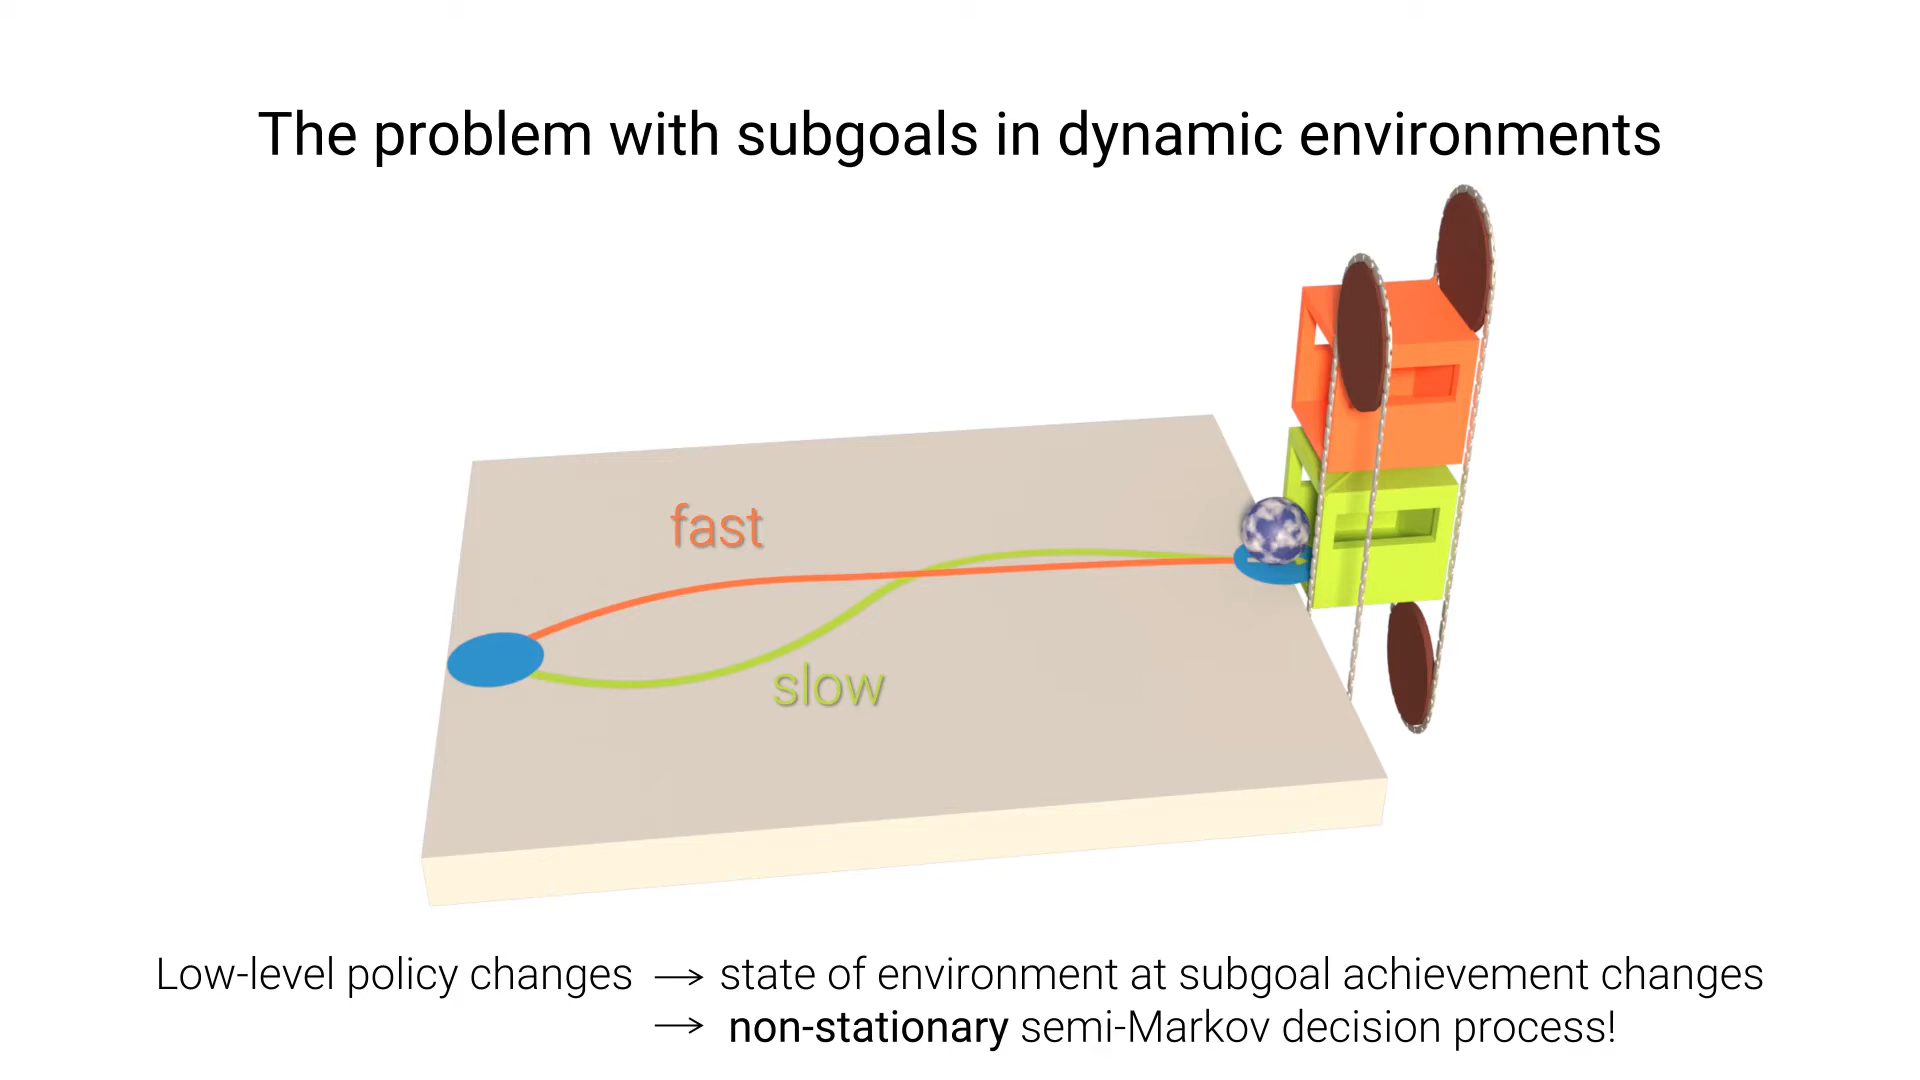 The problem with subgoals in dynamic environments
fast
slow
Low-level policy changes → state of environment at subgoal achievement changes
→ non-stationary semi-Markov decision process!